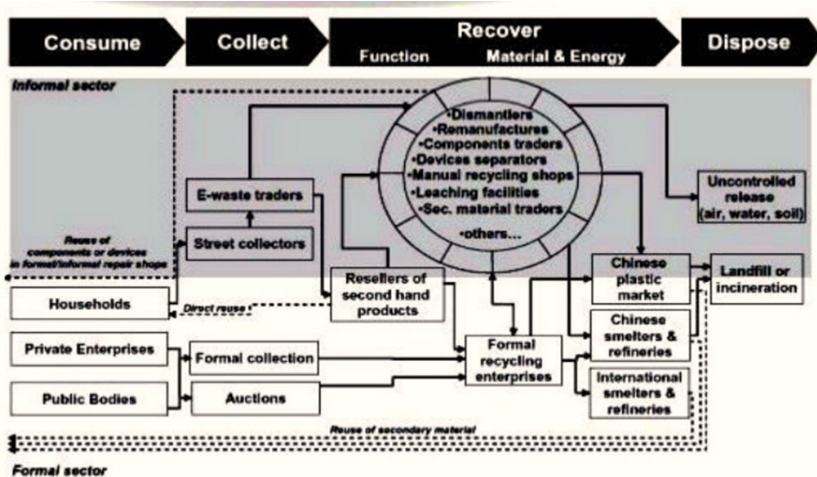 Consume
Collect
Recover
Function
Material & Energy
Dispose
Informal sector
•Dismantlers
•Remanufactures
•Components traders
•Devices separators
•Manual recycling shops
•Leaching facilities
•Sec. material traders
•others...
E-waste traders
Street collectors
Uncontrolled
release
(air, water, soil)
Reuse of
components or devices
in formal/informal repair shops
Households
Direct reuse
Resellers of
second hand
products
Chinese
plastic
market
Landfill or
incineration
Private Enterprises
Formal collection
Formal
recycling
enterprises
Chinese
smelters &
refineries
Public Bodies
Auctions
International
smelters &
refineries
Reuse of secondary material
Formal sector